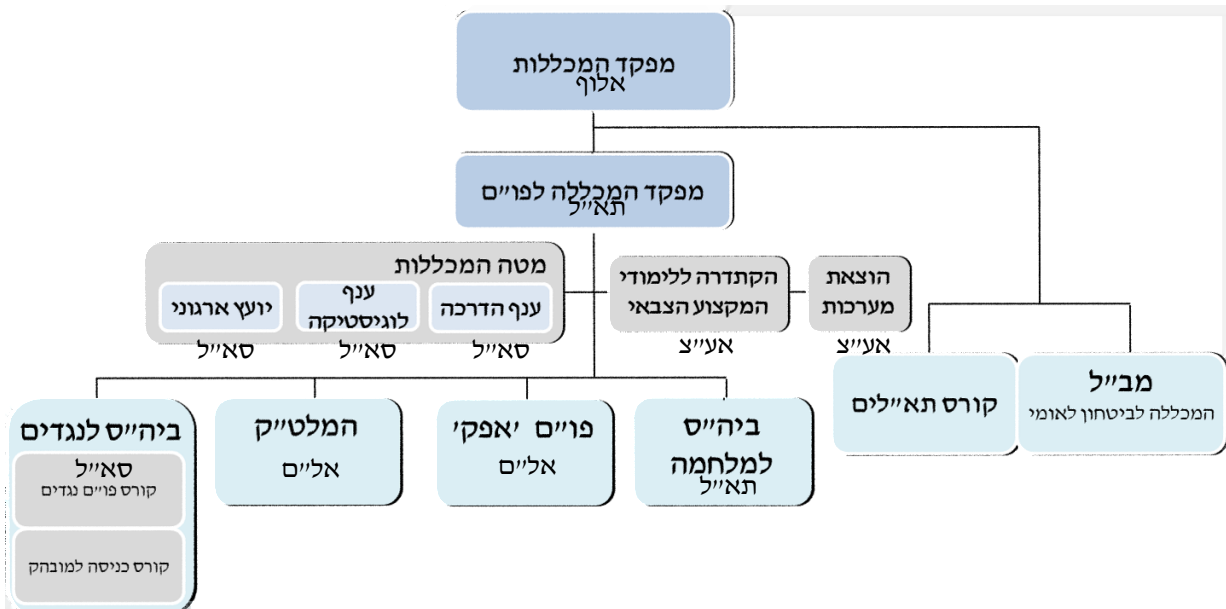 מפקד המכללות
אלוף
מפקד המכללה לפו״ם
תא״ל
מטה המכללות
ענף הדרכה
ענף
לוגיסטיקה
יועץ ארגוני
סא״ל
סא״ל
סא״ל
הקתדרה ללימודי
המקצוע הצבאי
אע״צ
הוצאת
מערכות
אע״צ
מב״ל
המכללה לביטחון לאומי
קורס תא״לים
ביה״ס
למלחמה
תא״ל
פו״ם ׳אפק׳
אל״ם
המלטי״ק
אל״ם
ביה״ס לנגדים
סא״ל
קורס פו״ם נגדים
קורס כניסה למובהק